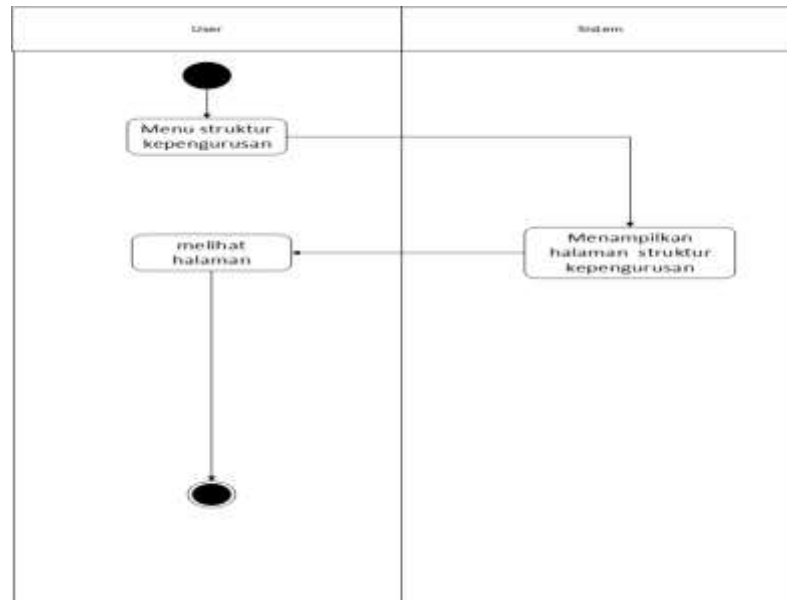 User
Sistem
Menu struktur
kepengurusan
Menampilkan
halaman struktur
kepengurusan
melihat
halaman